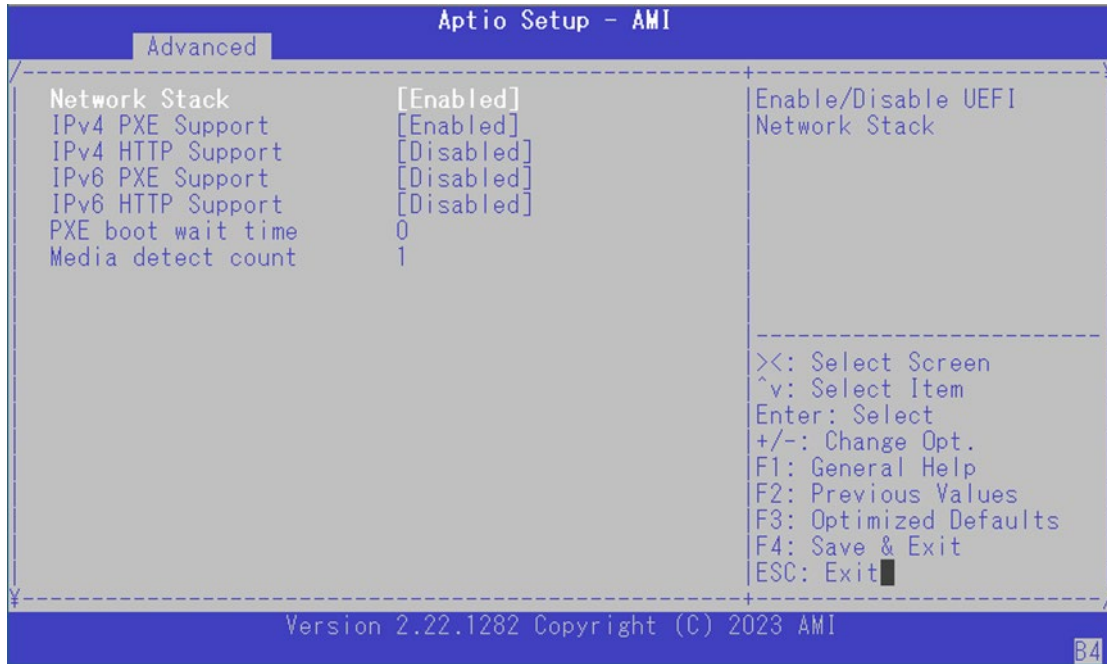 Aptio Setup - AMI
Advanced
Network Stack [Enabled]
IPv4 PXE Support [Enabled]
IPv4 HTTP Support [Disabled]
IPv6 PXE Support [Disabled]
IPv6 HTTP Support [Disabled]
PXE boot wait time 0
Media detect count 1
Enable/Disable UEFI
Network Stack
><: Select Screen
^v: Select Item
Enter: Select
+/-: Change Opt.
F1: General Help
F2: Previous Values
F3: Optimized Defaults
F4: Save & Exit
ESC: Exit
Version 2.22.1282 Copyright (C) 2023 AMI
B4